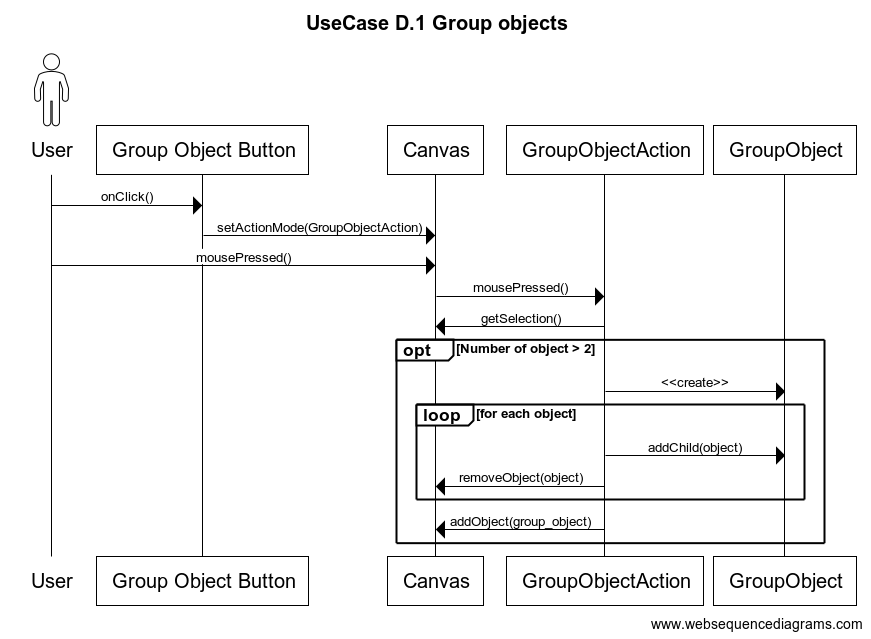 UseCase D.1 Group objects
User
Group Object Button
Canvas
GroupObjectAction
GroupObject
onClick()
setActionMode(GroupObjectAction)
mousePressed()
mousePressed()
getSelection()
opt [Number of object > 2]
<<create>>
loop [for each object]
addChild(object)
removeObject(object)
addObject(group_object)
User
Group Object Button
Canvas
GroupObjectAction
GroupObject
www.websequencediagrams.com